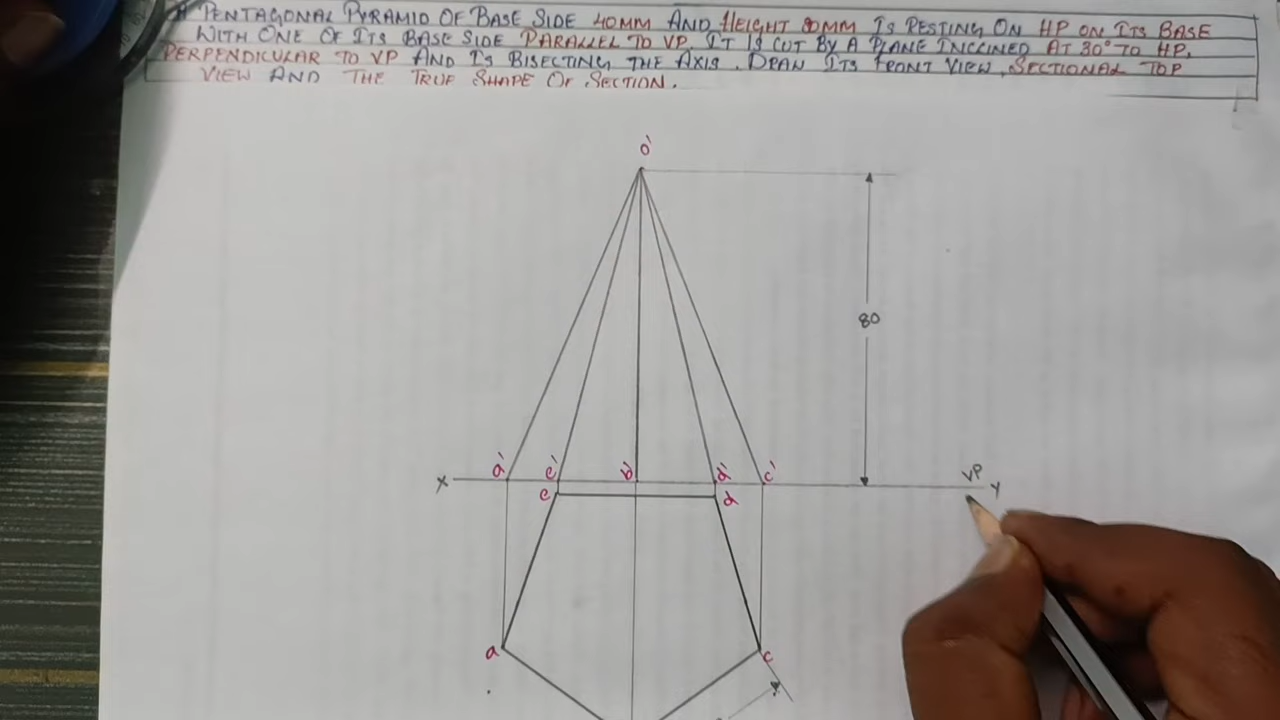 A PENTAGONAL PYRAMID OF BASE SIDE 40MM AND HEIGHT 80MM IS RESTING ON HP ON ITS BASE
WITH ONE OF ITS BASE SIDE PARALLEL TO VP. IT IS CUT BY A PLANE INCLINED AT 30° TO HP,
PERPENDICULAR TO VP AND IS BISECTING THE AXIS. DRAW ITS FRONT VIEW, SECTIONAL TOP
VIEW AND THE TRUE SHAPE OF SECTION.
o'
80
a' e' b' d' c'
X
VP
Y
e d
a c